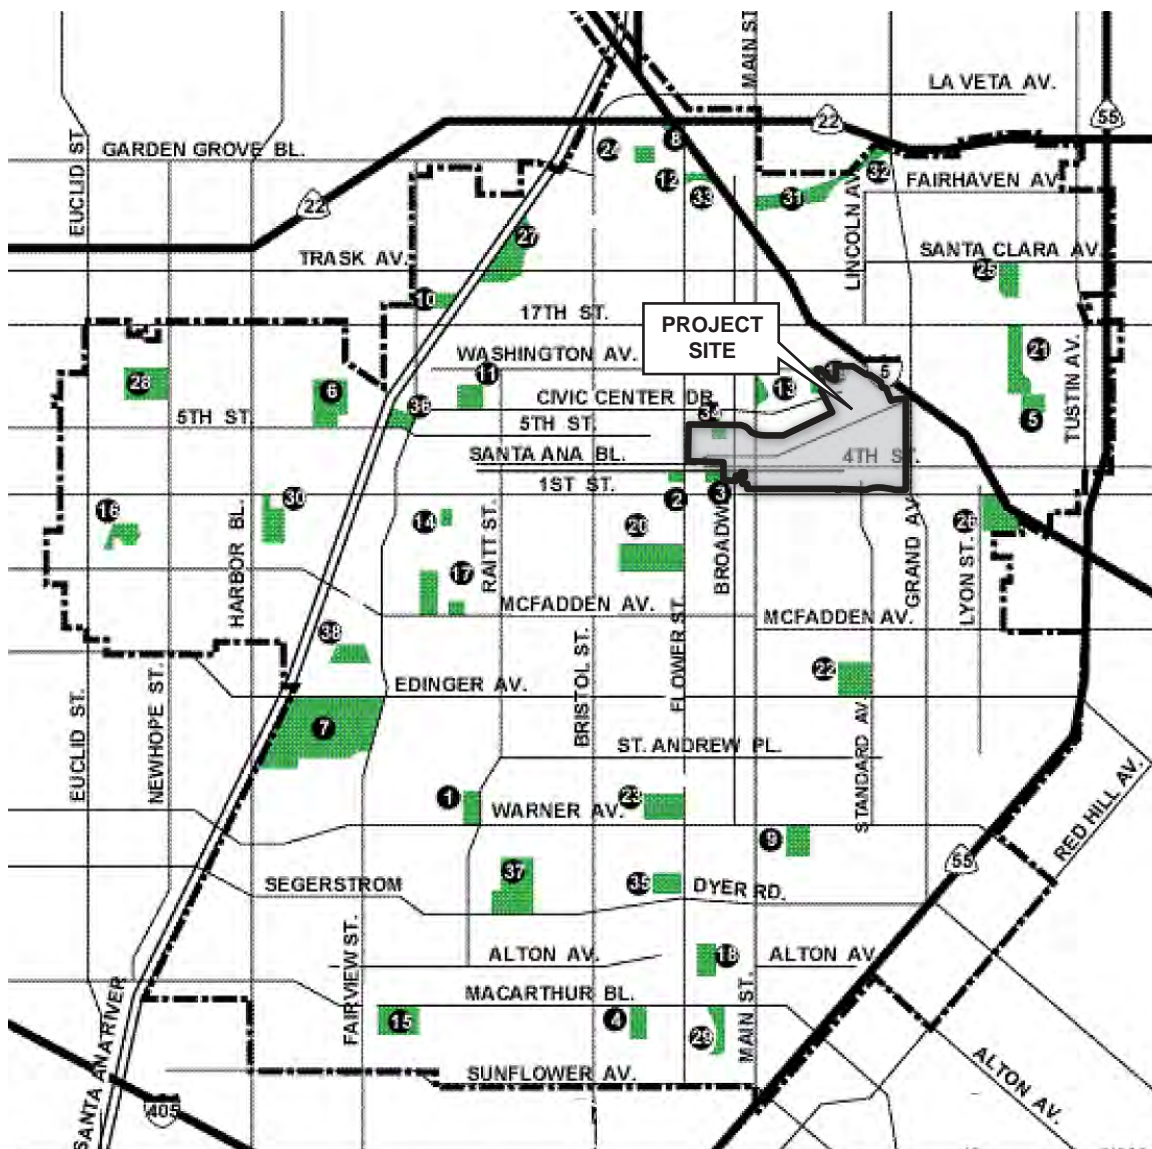 MAIN ST.
LA VETA AV.
22
55
EUCLID ST.
GARDEN GROVE BL.
24
8
12
33
31
32
FAIRHAVEN AV
22
LINCOLN AV.
27
TRASK AV.
SANTA CLARA AV.
25
10
17TH ST.
PROJECT
SITE
WASHINGTON AV.
11
21
TUSTIN AV.
28
6
36
CIVIC CENTER DR.
13
5
5TH ST.
5TH ST.
34
5
SANTA ANA BL.
4TH ST.
1ST ST.
2
3
16
30
HARBOR BL.
14
RAITT ST.
20
BROADW
GRAND AV.
LYON ST.
26
17
MCFADDEN AV.
MCFADDEN AV.
38
22
EDINGER AV.
BRISTOL ST.
FLOWER ST.
7
EUCLID ST.
NEWHOPE ST.
ST. ANDREW PL.
STANDARD AV.
1
WARNER AV.
23
9
RED HILL AV.
55
37
SEGERSTROM
35
DYER RD.
FAIRVIEW ST.
ALTON AV.
18
ALTON AV
MACARTHUR BL.
15
4
29
MAIN ST.
SANTA ANA RIVER
405
SUNFLOWER AV.
ALTON AV.